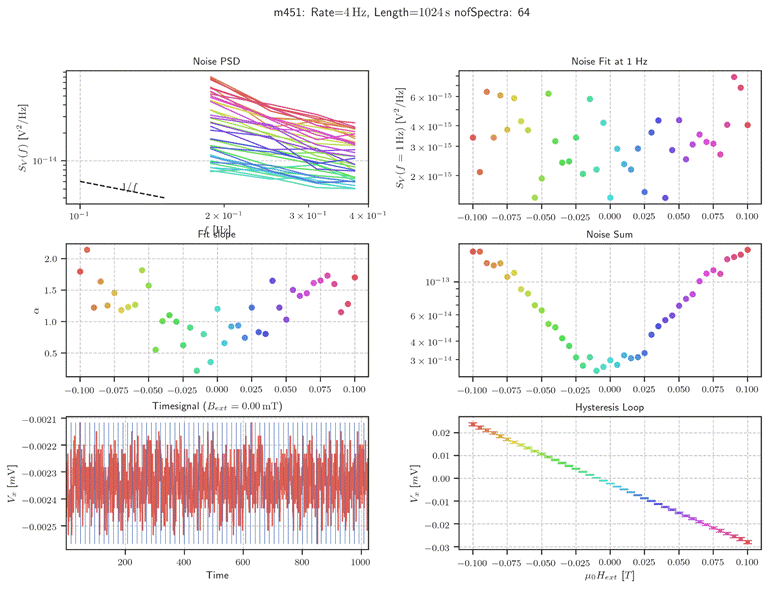 m451: Rate=4 Hz, Length=1024 s nofSpectra: 64
Noise PSD
S_V(f) [V²/Hz]
10⁻¹⁴
1/f
10⁻¹ 2 × 10⁻¹ 3 × 10⁻¹ 4 × 10⁻¹
f [Hz]
Noise Fit at 1 Hz
S_V(f = 1 Hz) [V²/Hz]
6 × 10⁻¹⁵
4 × 10⁻¹⁵
3 × 10⁻¹⁵
2 × 10⁻¹⁵
−0.100 −0.075 −0.050 −0.025 0.000 0.025 0.050 0.075 0.100
Fit slope
α
2.0
1.5
1.0
0.5
−0.100 −0.075 −0.050 −0.025 0.000 0.025 0.050 0.075 0.100
Noise Sum
10⁻¹³
6 × 10⁻¹⁴
4 × 10⁻¹⁴
3 × 10⁻¹⁴
−0.100 −0.075 −0.050 −0.025 0.000 0.025 0.050 0.075 0.100
Timesignal (B_ext = 0.00 mT)
V_x [mV]
−0.0021
−0.0022
−0.0023
−0.0024
−0.0025
200 400 600 800 1000
Time
Hysteresis Loop
V_x [mV]
0.02
0.01
0.00
−0.01
−0.02
−0.03
−0.100 −0.075 −0.050 −0.025 0.000 0.025 0.050 0.075 0.100
μ₀H_ext [T]